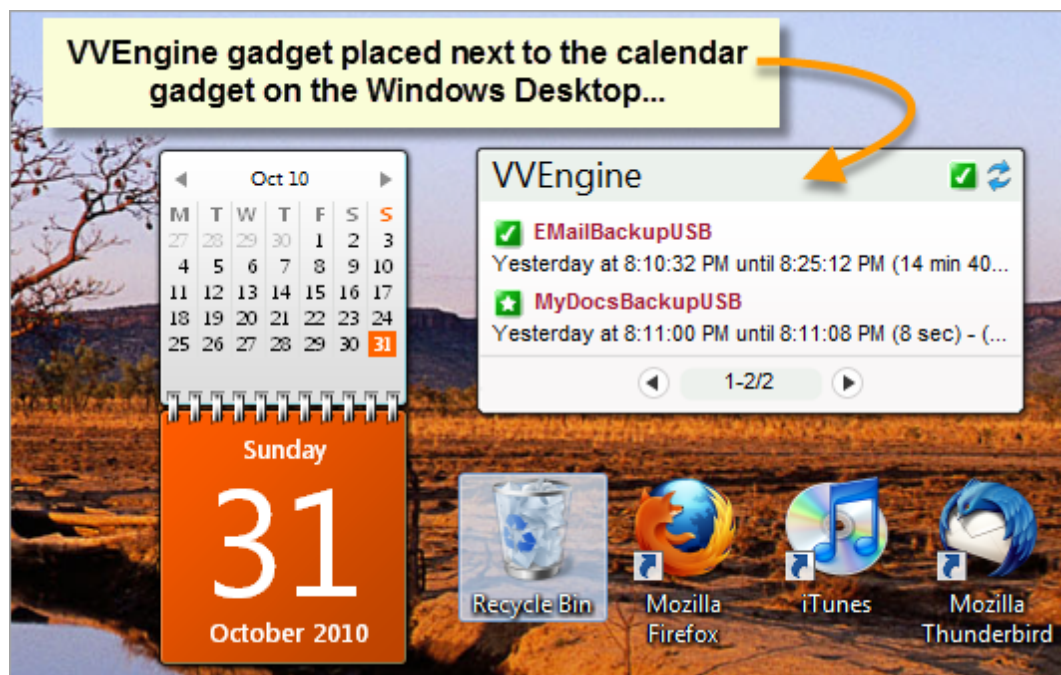 VVEngine gadget placed next to the calendar
gadget on the Windows Desktop...
Oct 10
M T W T F S S
27 28 29 30 1 2 3
4 5 6 7 8 9 10
11 12 13 14 15 16 17
18 19 20 21 22 23 24
25 26 27 28 29 30 31
Sunday
31
October 2010
VVEngine
EMailBackupUSB
Yesterday at 8:10:32 PM until 8:25:12 PM (14 min 40...
MyDocsBackupUSB
Yesterday at 8:11:00 PM until 8:11:08 PM (8 sec) - (...
1-2/2
Recycle Bin
Mozilla
Firefox
iTunes
Mozilla
Thunderbird